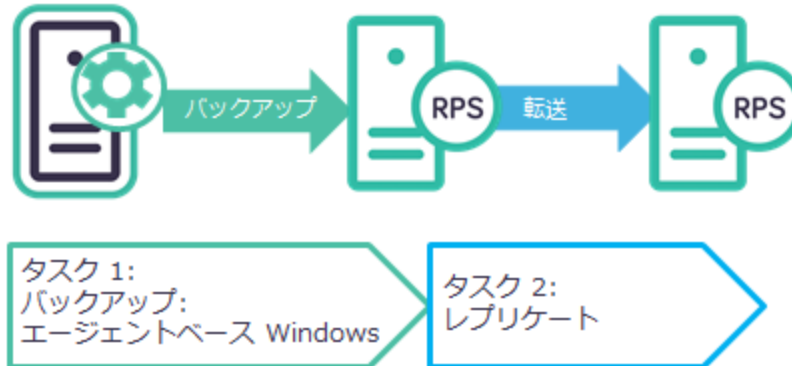 バックアップ
RPS
転送
RPS
タスク 1:
バックアップ:
エージェントベース Windows
タスク 2:
レプリケート